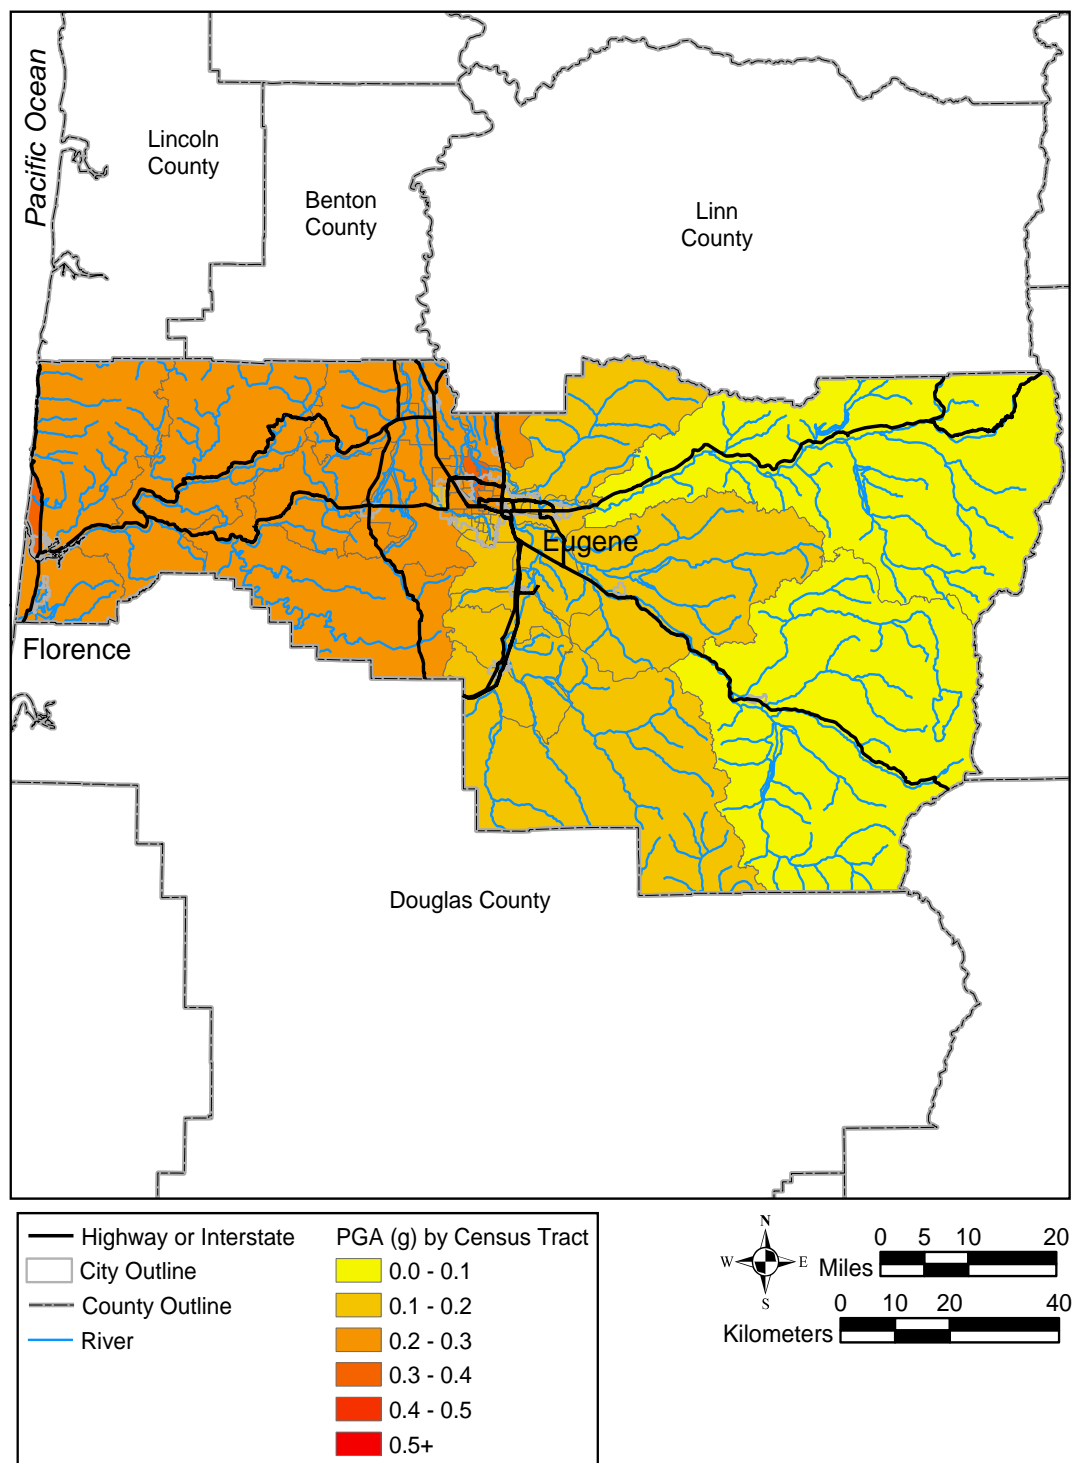 Pacific Ocean
Lincoln
County
Benton
County
Linn
County
Eugene
Florence
Douglas County
Highway or Interstate
City Outline
County Outline
River
PGA (g) by Census Tract
0.0 - 0.1
0.1 - 0.2
0.2 - 0.3
0.3 - 0.4
0.4 - 0.5
0.5+
N
W E
S
0 5 10 20
Miles
0 10 20 40
Kilometers